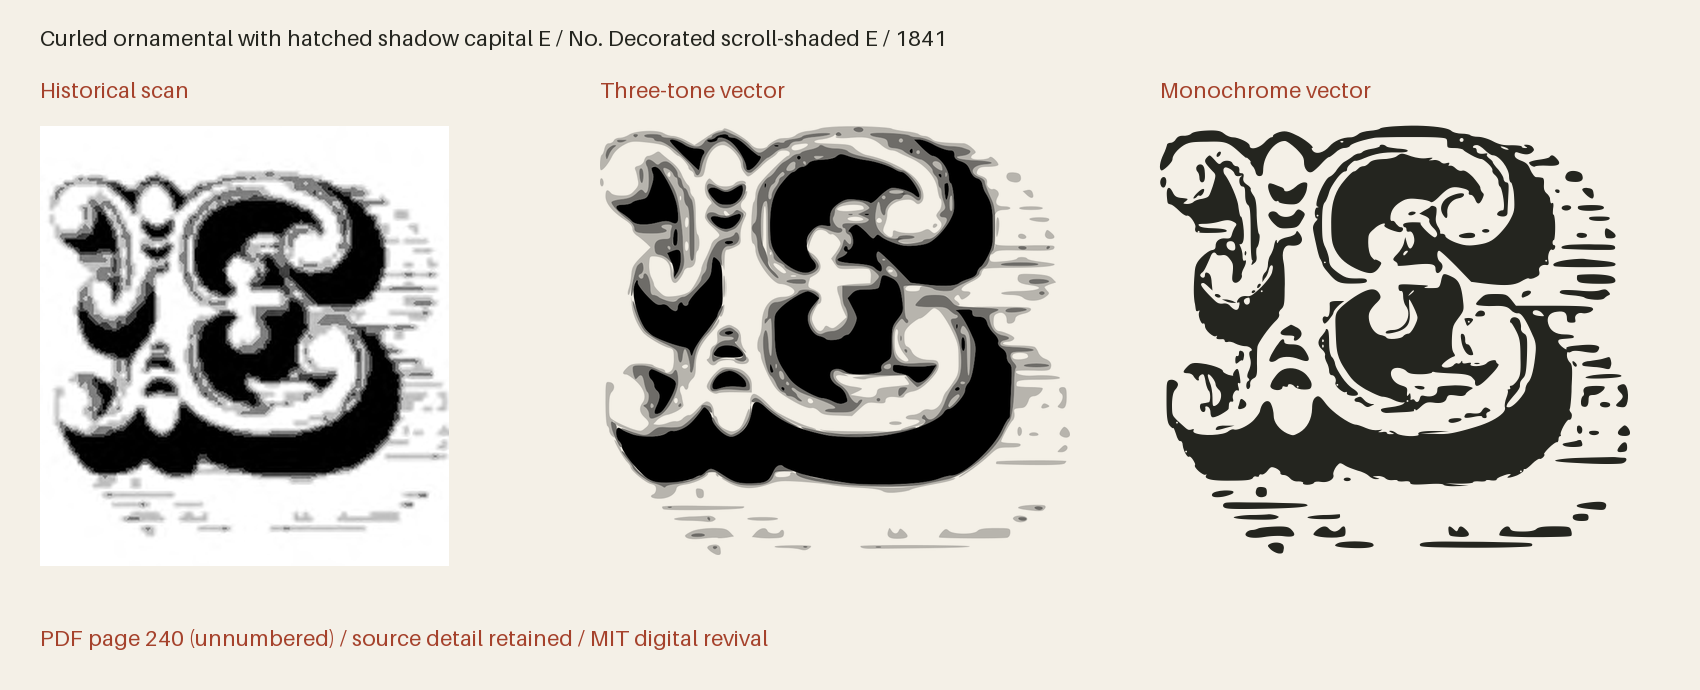 Curled ornamental with hatched shadow capital E / No. Decorated scroll-shaded E / 1841
Historical scan
Three-tone vector
Monochrome vector
E
E
E
PDF page 240 (unnumbered) / source detail retained / MIT digital revival